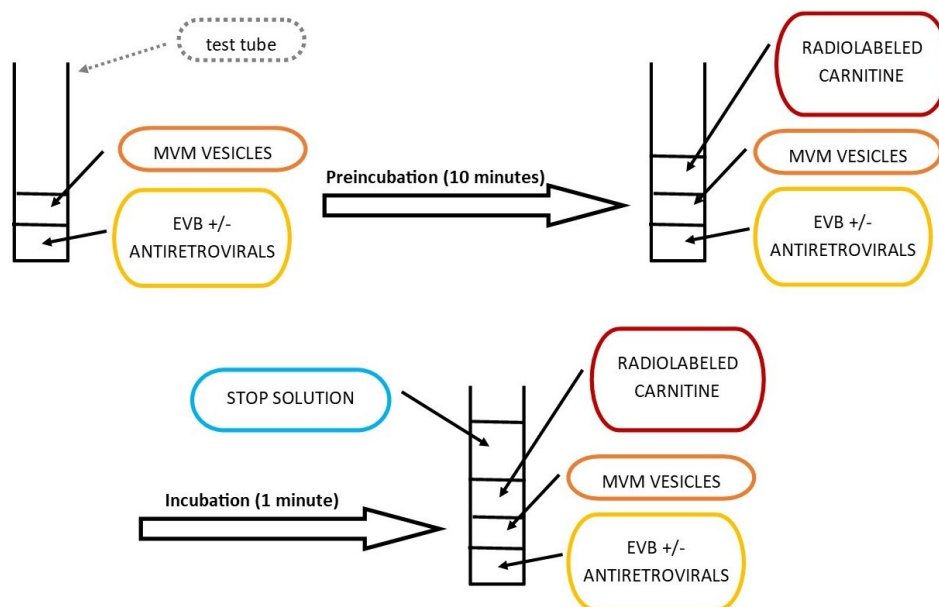 test tube
MVM VESICLES
EVB +/-
ANTIRETROVIRALS
Preincubation (10 minutes)
RADIOLABELED
CARNITINE
MVM VESICLES
EVB +/-
ANTIRETROVIRALS
STOP SOLUTION
RADIOLABELED
CARNITINE
Incubation (1 minute)
MVM VESICLES
EVB +/-
ANTIRETROVIRALS